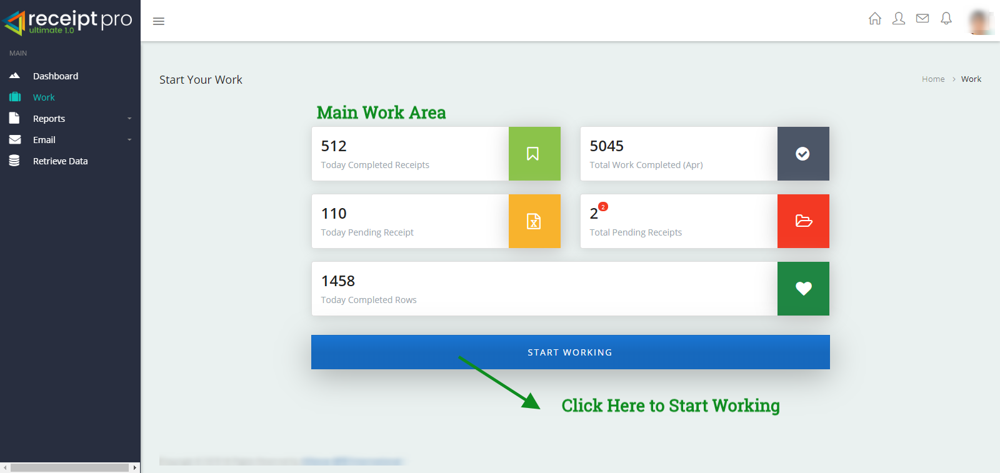 receipt pro
ultimate 1.0
MAIN
Dashboard
Work
Reports
Email
Retrieve Data
Start Your Work
Home > Work
Main Work Area
512
Today Completed Receipts
5045
Total Work Completed (Apr)
110
Today Pending Receipt
2 2
Total Pending Receipts
1458
Today Completed Rows
START WORKING
Click Here to Start Working